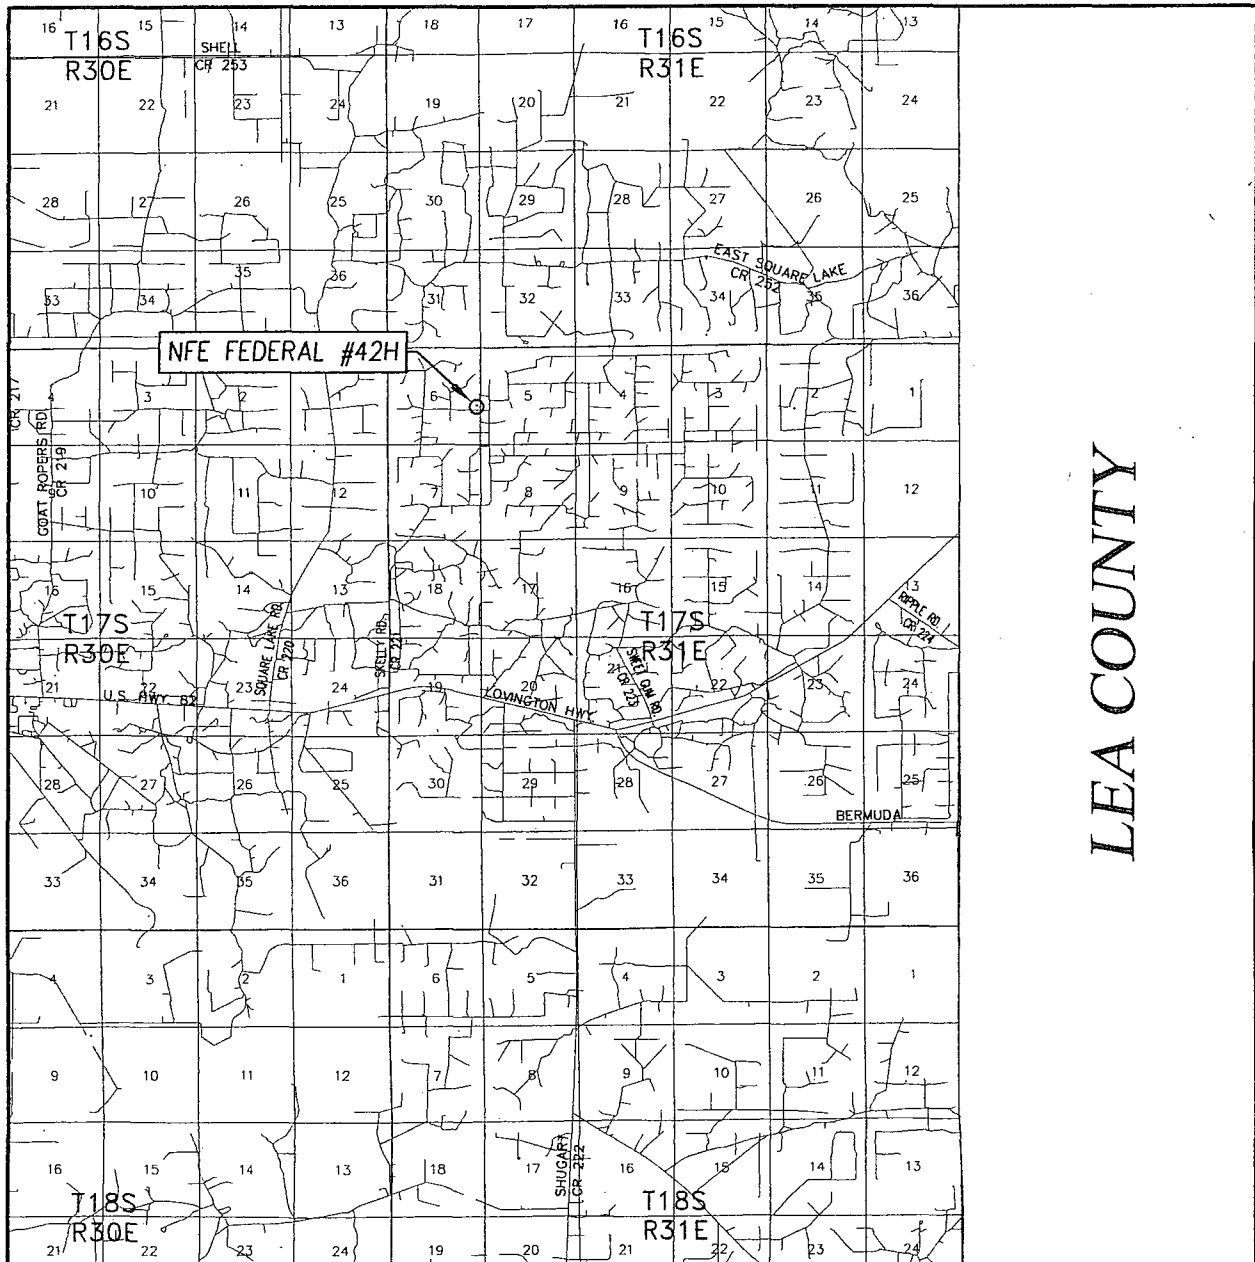 16 15 14 13 18 17 16 15 14 13
T16S
R30E
SHELL
CR 253
T16S
R31E
21 22 23 24 19 20 21 22 23 24
28 27 26 25 30 29 28 27 26 25
EAST SQUARE LAKE
CR 252
33 34 35 36 31 32 33 34 35 36
NFE FEDERAL #42H
CR 217
4 3 2 1 6 5 4 3 2 1
GOAT ROPERS RD.
CR 219
9 10 11 12 7 8 9 10 11 12
16 15 14 13 18 17 16 15 14 13
T17S
R30E
SQUARE LAKE RD.
CR 220
SKELLY RD.
CR 221
T17S
R31E
SWEET GUM RD.
CR 223
RIPPLE RD.
CR 224
21 22 23 24 19 20 21 22 23
U.S. HWY. 82
LOVINGTON HWY.
28 27 26 25 30 29 28 27 26 25
BERMUDA
33 34 35 36 31 32 33 34 35 36
4 3 2 1 6 5 4 3 2 1
9 10 11 12 7 8 9 10 11 12
16 15 14 13 18 17 16 15 14 13
SHUGART
CR 222
T18S
R30E
T18S
R31E
21 22 23 24 19 20 21 22 23 24
LEA COUNTY